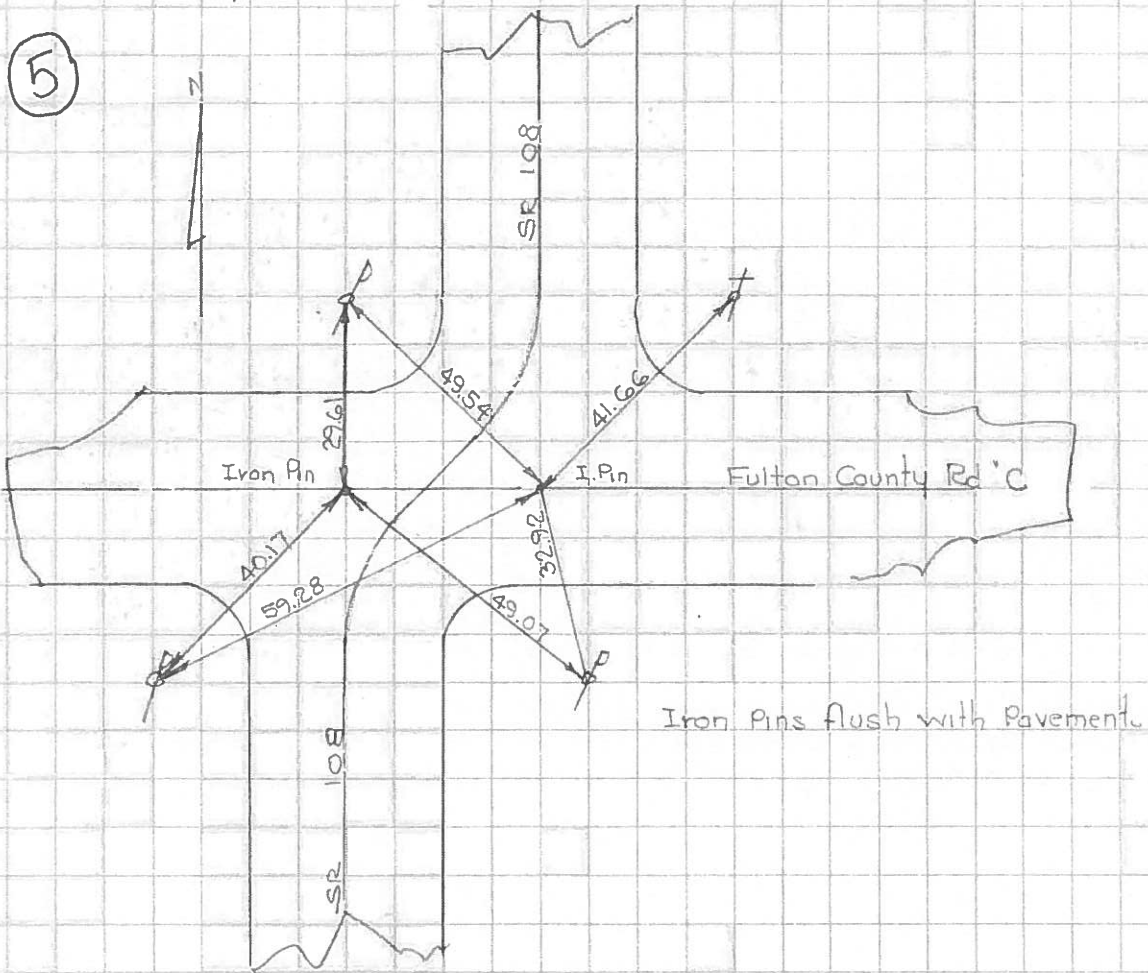 5
N
SR 108
49.54
41.66
29.61
Iron Pin
I. Pin
Fulton County Rd 'C
40.17
59.28
32.92
49.07
Iron Pins flush with Pavement.
SR 108